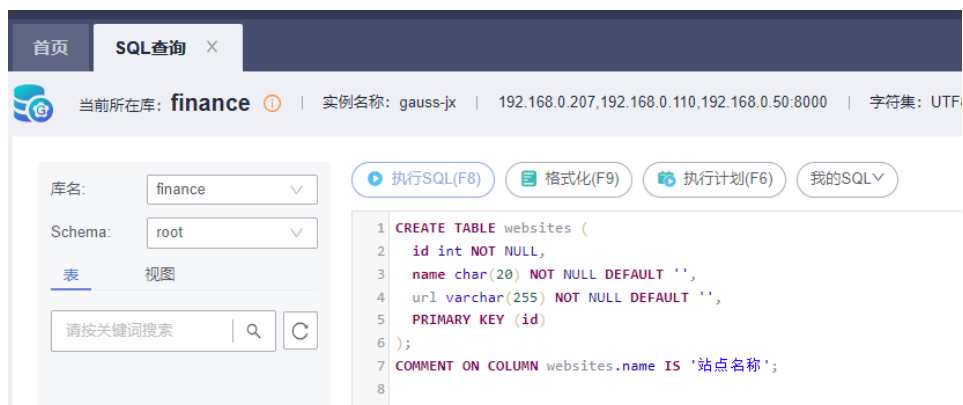 首页 SQL查询 ×
当前所在库: finance | 实例名称: gauss-jx | 192.168.0.207,192.168.0.110,192.168.0.50:8000 | 字符集: UTF8
库名: finance
Schema: root
表 视图
请按关键词搜索
执行SQL(F8) 格式化(F9) 执行计划(F6) 我的SQL
1 CREATE TABLE websites (
2 id int NOT NULL,
3 name char(20) NOT NULL DEFAULT '',
4 url varchar(255) NOT NULL DEFAULT '',
5 PRIMARY KEY (id)
6 );
7 COMMENT ON COLUMN websites.name IS '站点名称';
8